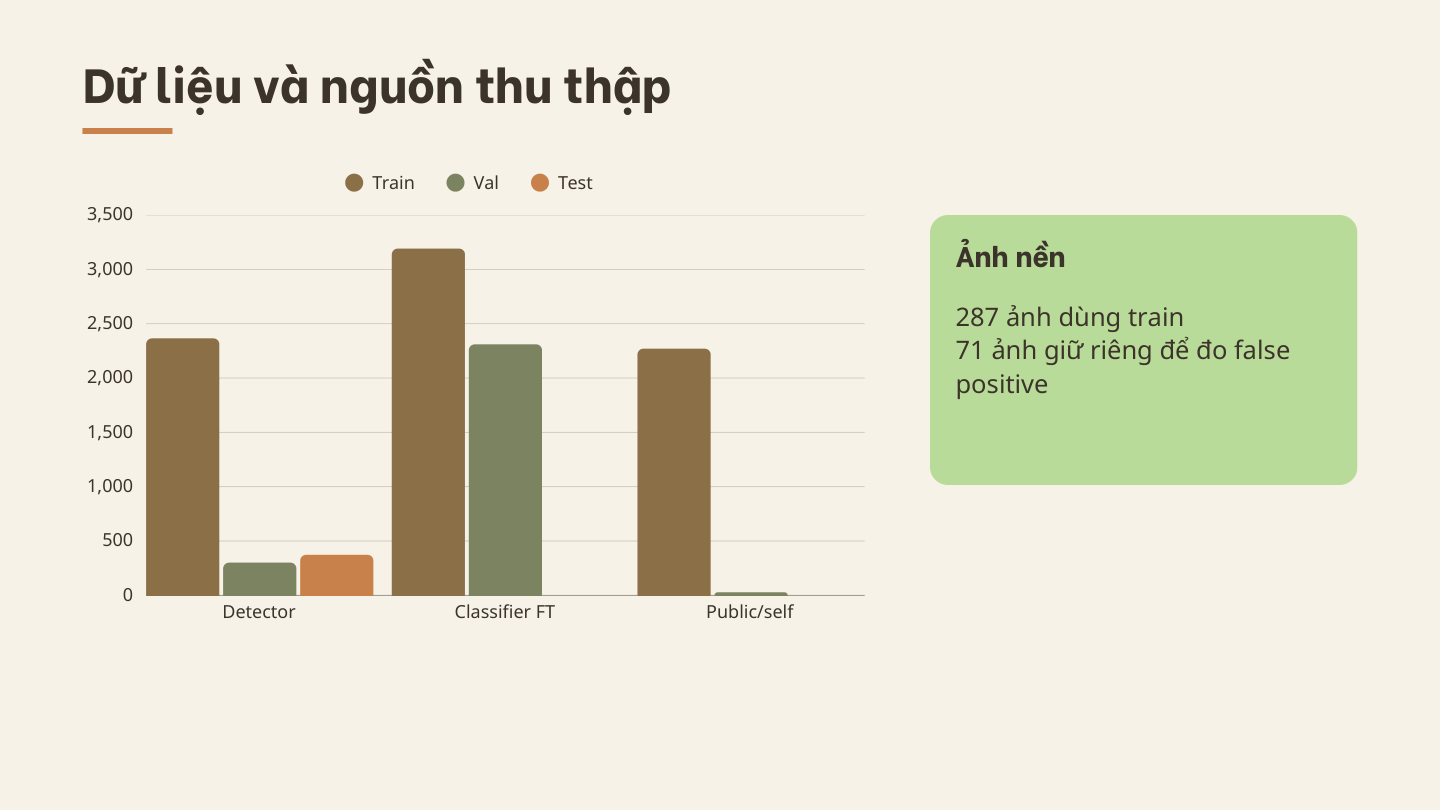 Dữ liệu và nguồn thu thập
Train Val Test
3,500
3,000
2,500
2,000
1,500
1,000
500
0
Detector Classifier FT Public/self
Ảnh nền
287 ảnh dùng train
71 ảnh giữ riêng để đo false
positive